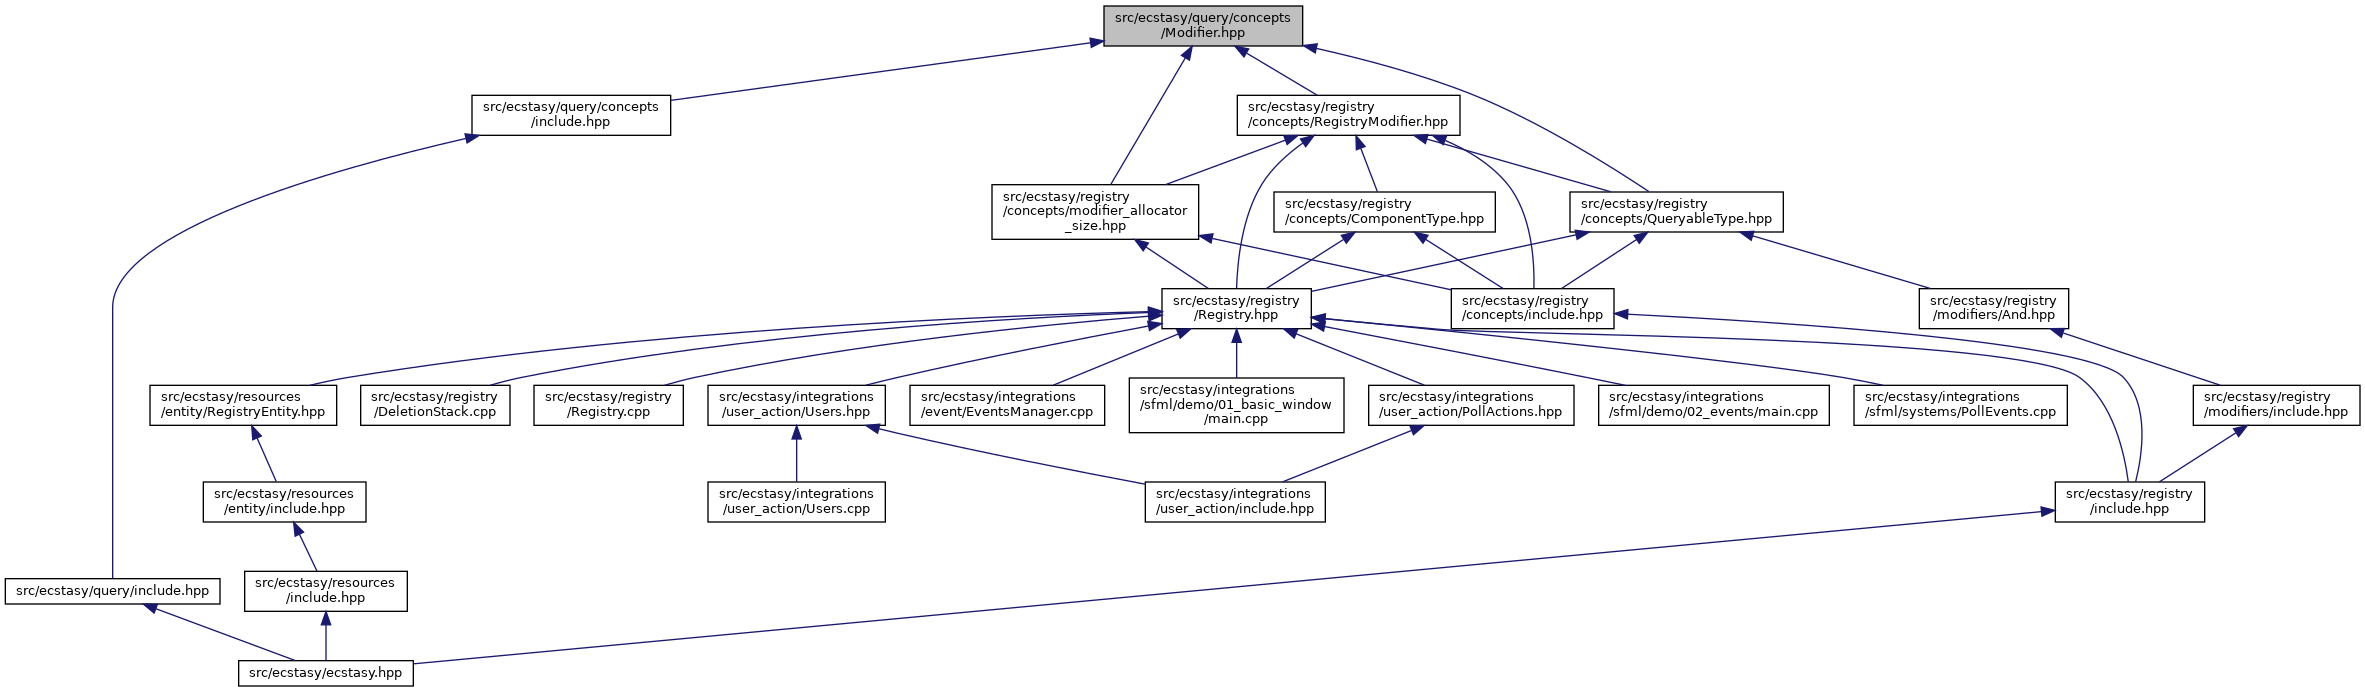 src/ecstasy/query/concepts
/Modifier.hpp
src/ecstasy/query/concepts
/include.hpp
src/ecstasy/registry
/concepts/RegistryModifier.hpp
src/ecstasy/registry
/concepts/modifier_allocator
_size.hpp
src/ecstasy/registry
/concepts/ComponentType.hpp
src/ecstasy/registry
/concepts/QueryableType.hpp
src/ecstasy/registry
/Registry.hpp
src/ecstasy/registry
/concepts/include.hpp
src/ecstasy/registry
/modifiers/And.hpp
src/ecstasy/resources
/entity/RegistryEntity.hpp
src/ecstasy/registry
/DeletionStack.cpp
src/ecstasy/registry
/Registry.cpp
src/ecstasy/integrations
/user_action/Users.hpp
src/ecstasy/integrations
/event/EventsManager.cpp
src/ecstasy/integrations
/sfml/demo/01_basic_window
/main.cpp
src/ecstasy/integrations
/user_action/PollActions.hpp
src/ecstasy/integrations
/sfml/demo/02_events/main.cpp
src/ecstasy/integrations
/sfml/systems/PollEvents.cpp
src/ecstasy/registry
/modifiers/include.hpp
src/ecstasy/resources
/entity/include.hpp
src/ecstasy/integrations
/user_action/Users.cpp
src/ecstasy/integrations
/user_action/include.hpp
src/ecstasy/registry
/include.hpp
src/ecstasy/query/include.hpp
src/ecstasy/resources
/include.hpp
src/ecstasy/ecstasy.hpp